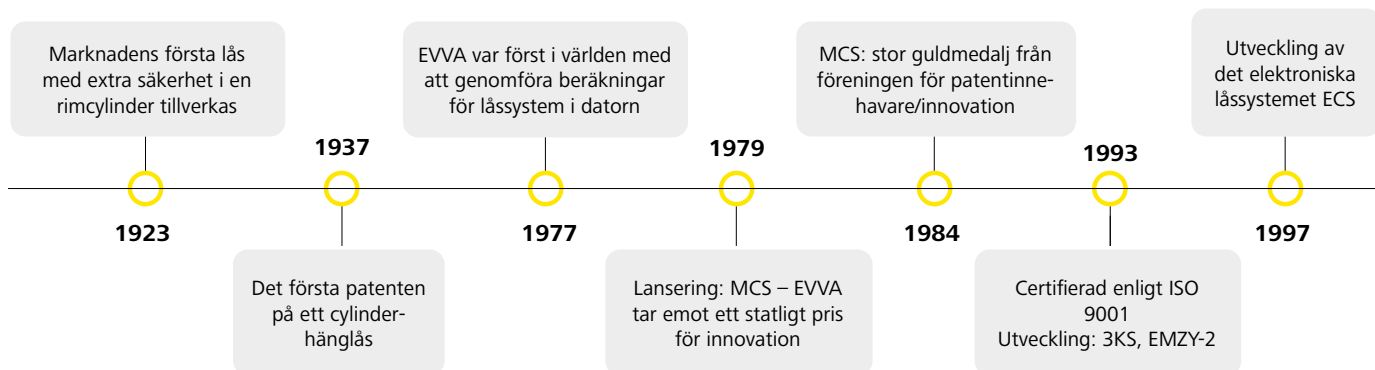 Marknadens första lås
med extra säkerhet i en
rimcylinder tillverkas
1923
1937
Det första patenten
på ett cylinder-
hänglås
EVVA var först i världen med
att genomföra beräkningar
för låssystem i datorn
1977
1979
Lansering: MCS – EVVA
tar emot ett statligt pris
för innovation
MCS: stor guldmedalj från
föreningen för patentinne-
havare/innovation
1984
1993
Certifierad enligt ISO
9001
Utveckling: 3KS, EMZY-2
Utveckling av
det elektroniska
låssystemet ECS
1997